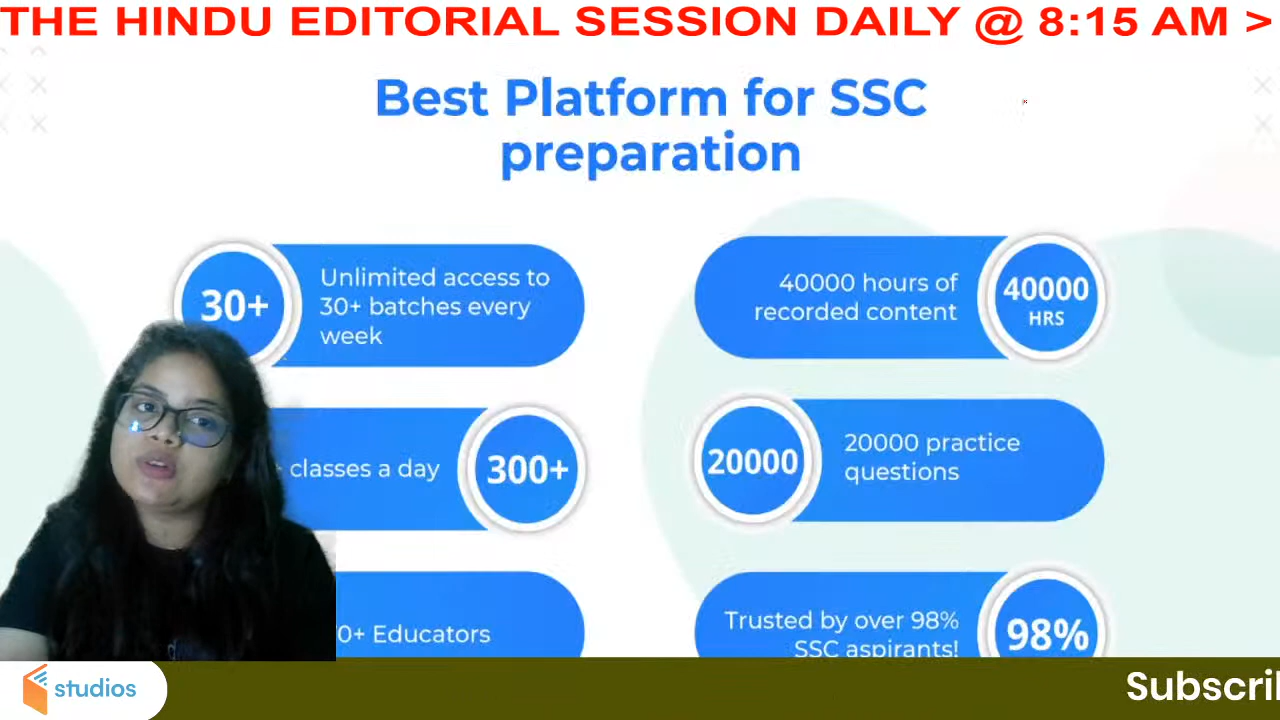 THE HINDU EDITORIAL SESSION DAILY @ 8:15 AM >
Best Platform for SSC
preparation
30+
Unlimited access to
30+ batches every
week
40000 hours of
recorded content
40000
HRS
classes a day
300+
20000
20000 practice
questions
0+ Educators
Trusted by over 98%
SSC aspirants!
98%
studios
Subscri